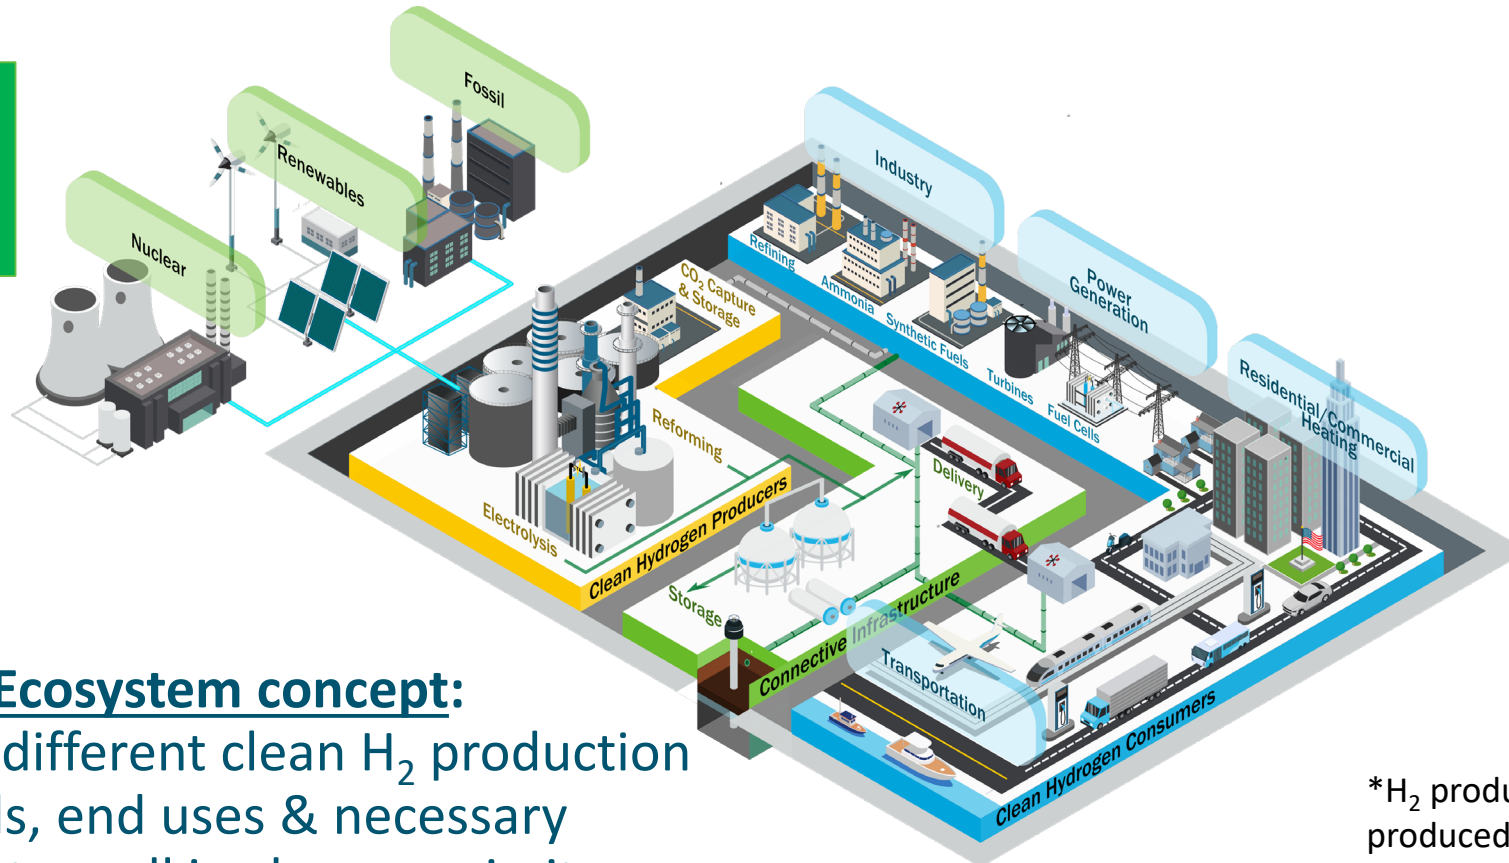 Fossil
Renewables
Nuclear
Industry
Power
Generation
Residential/Commercial
Heating
Refining
Ammonia
Synthetic Fuels
Turbines
Fuel Cells
CO₂ Capture
& Storage
Reforming
Electrolysis
Clean Hydrogen Producers
Delivery
Storage
Connective Infrastructure
Transportation
Clean Hydrogen Consumers
Ecosystem concept:
different clean H₂ production
ls, end uses & necessary
*H₂ produ
produced